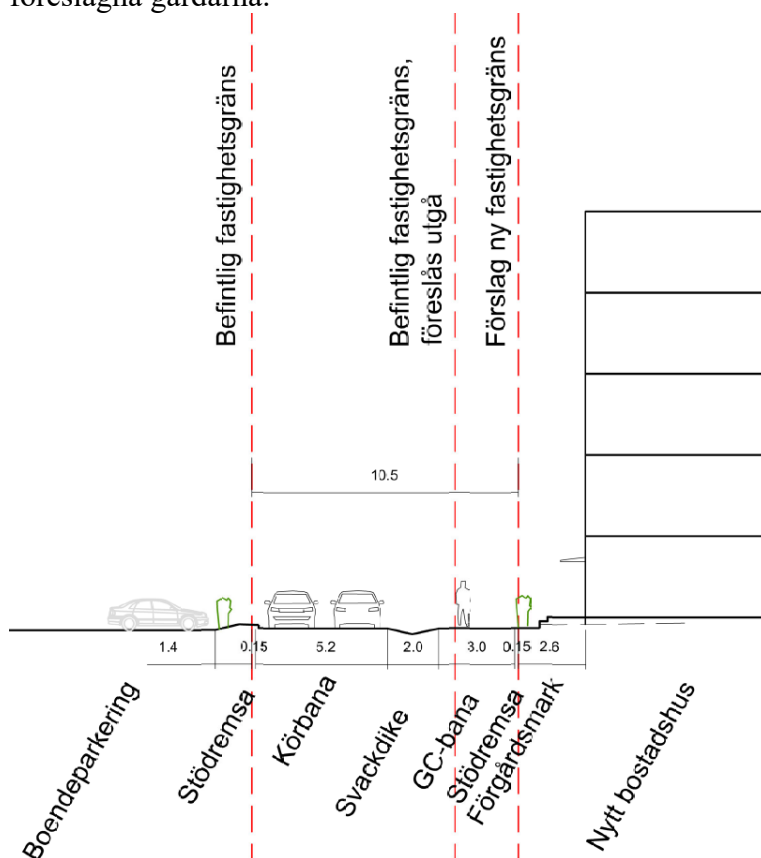 föreslagna gårdarna.
Befintlig fastighetsgräns
Befintlig fastighetsgräns,
föreslås utgå
Förslag ny fastighetsgräns
10.5
1.4
0.15
5.2
2.0
3.0
0.15
2.6
Boendeparkering
Stödremsa
Körbana
Svackdike
GC-bana
Stödremsa
Förgårdsmark
Nytt bostadshus